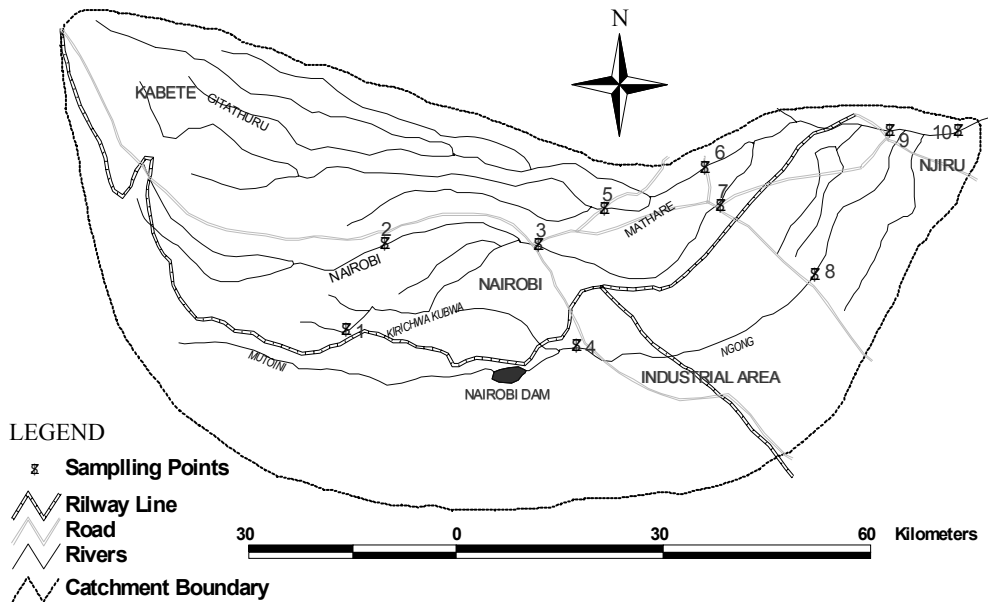 N
KABETE
GITATHURU
6
9
10
NJIRU
5
7
MATHARE
2
3
NAIROBI
NAIROBI
8
1
KIRICHWA KUBWA
4
NGONG
MUTOINI
INDUSTRIAL AREA
NAIROBI DAM
LEGEND
Samplling Points
Rilway Line
Road
Rivers
Catchment Boundary
30 0 30 60 Kilometers